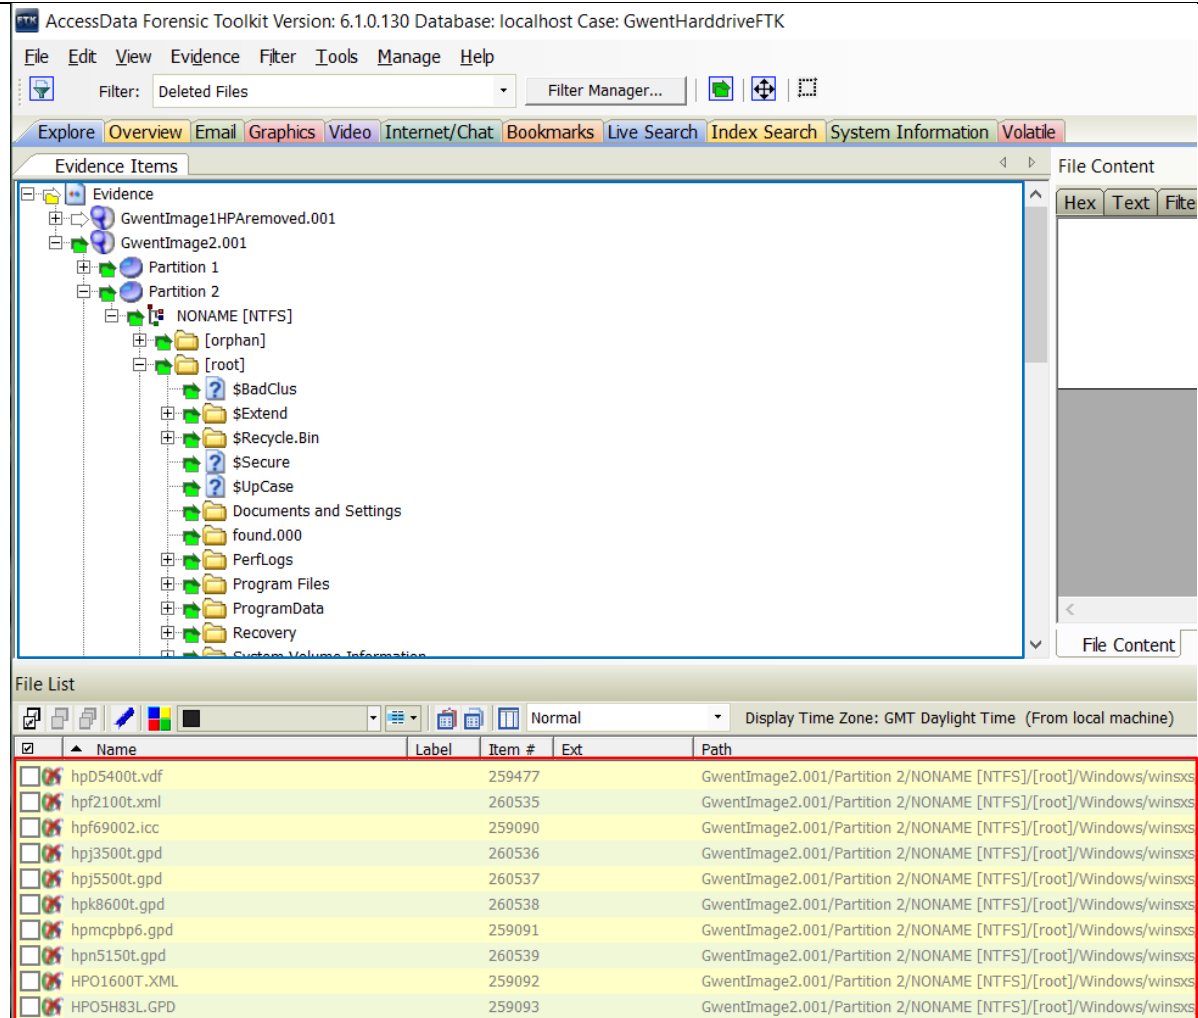 FTK AccessData Forensic Toolkit Version: 6.1.0.130 Database: localhost Case: GwentHarddriveFTK
File Edit View Evidence Filter Tools Manage Help
Filter: Deleted Files Filter Manager...
Explore Overview Email Graphics Video Internet/Chat Bookmarks Live Search Index Search System Information Volatile
Evidence Items File Content
Evidence
Hex Text Filte
GwentImage1HPAremoved.001
GwentImage2.001
Partition 1
Partition 2
NONAME [NTFS]
[orphan]
[root]
$BadClus
$Extend
$Recycle.Bin
$Secure
$UpCase
Documents and Settings
found.000
PerfLogs
Program Files
ProgramData
Recovery
System Volume Information
File Content
File List
Normal Display Time Zone: GMT Daylight Time (From local machine)
Name Label Item # Ext Path
hpD5400t.vdf 259477 GwentImage2.001/Partition 2/NONAME [NTFS]/[root]/Windows/winsxs
hpf2100t.xml 260535 GwentImage2.001/Partition 2/NONAME [NTFS]/[root]/Windows/winsxs
hpf69002.icc 259090 GwentImage2.001/Partition 2/NONAME [NTFS]/[root]/Windows/winsxs
hpj3500t.gpd 260536 GwentImage2.001/Partition 2/NONAME [NTFS]/[root]/Windows/winsxs
hpj5500t.gpd 260537 GwentImage2.001/Partition 2/NONAME [NTFS]/[root]/Windows/winsxs
hpk8600t.gpd 260538 GwentImage2.001/Partition 2/NONAME [NTFS]/[root]/Windows/winsxs
hpmcpbp6.gpd 259091 GwentImage2.001/Partition 2/NONAME [NTFS]/[root]/Windows/winsxs
hpn5150t.gpd 260539 GwentImage2.001/Partition 2/NONAME [NTFS]/[root]/Windows/winsxs
HPO1600T.XML 259092 GwentImage2.001/Partition 2/NONAME [NTFS]/[root]/Windows/winsxs
HPO5H83L.GPD 259093 GwentImage2.001/Partition 2/NONAME [NTFS]/[root]/Windows/winsxs